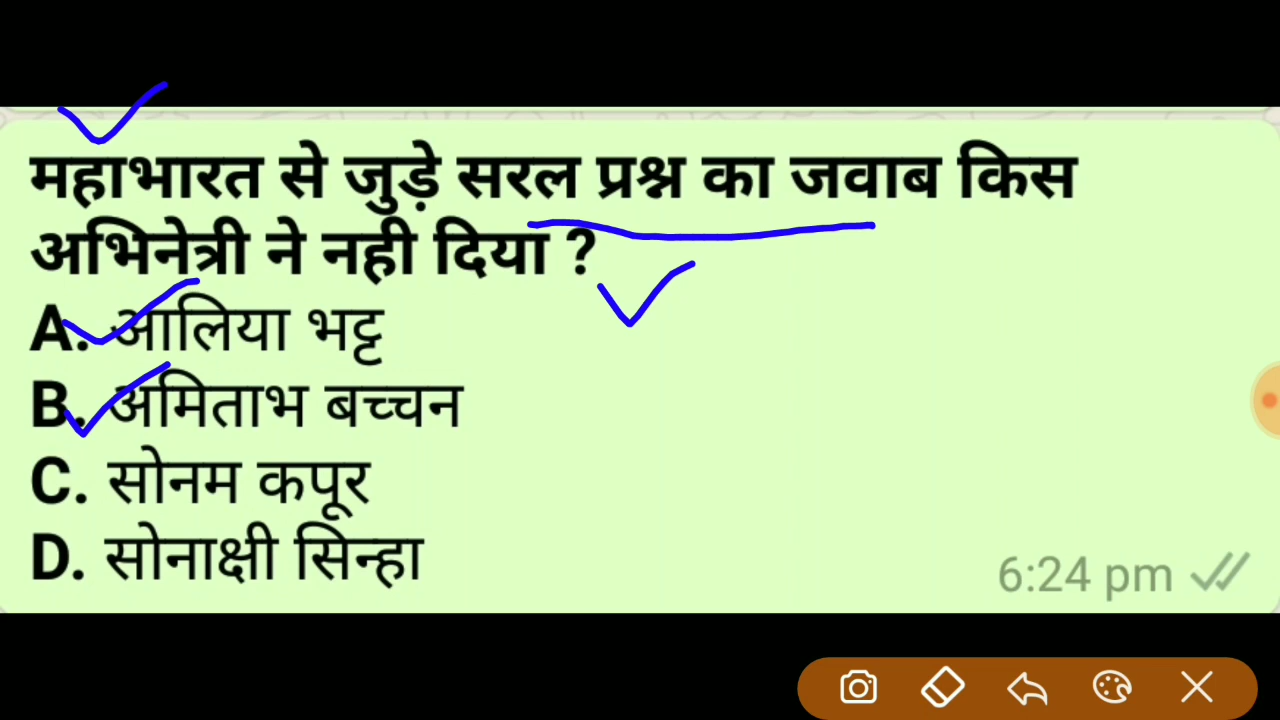 महाभारत से जुड़े सरल प्रश्न का जवाब किस
अभिनेत्री ने नही दिया ?
A. आलिया भट्ट
B. अमिताभ बच्चन
C. सोनम कपूर
D. सोनाक्षी सिन्हा
6:24 pm